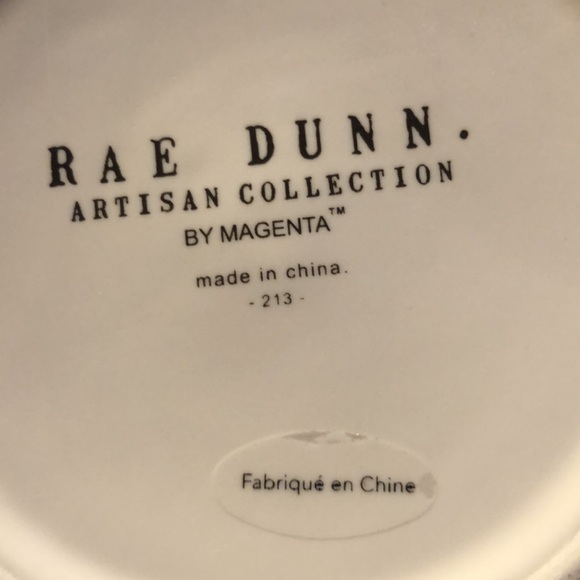 RAE DUNN.
ARTISAN COLLECTION
BY MAGENTA™
made in china.
- 213 -
Fabriqué en Chine